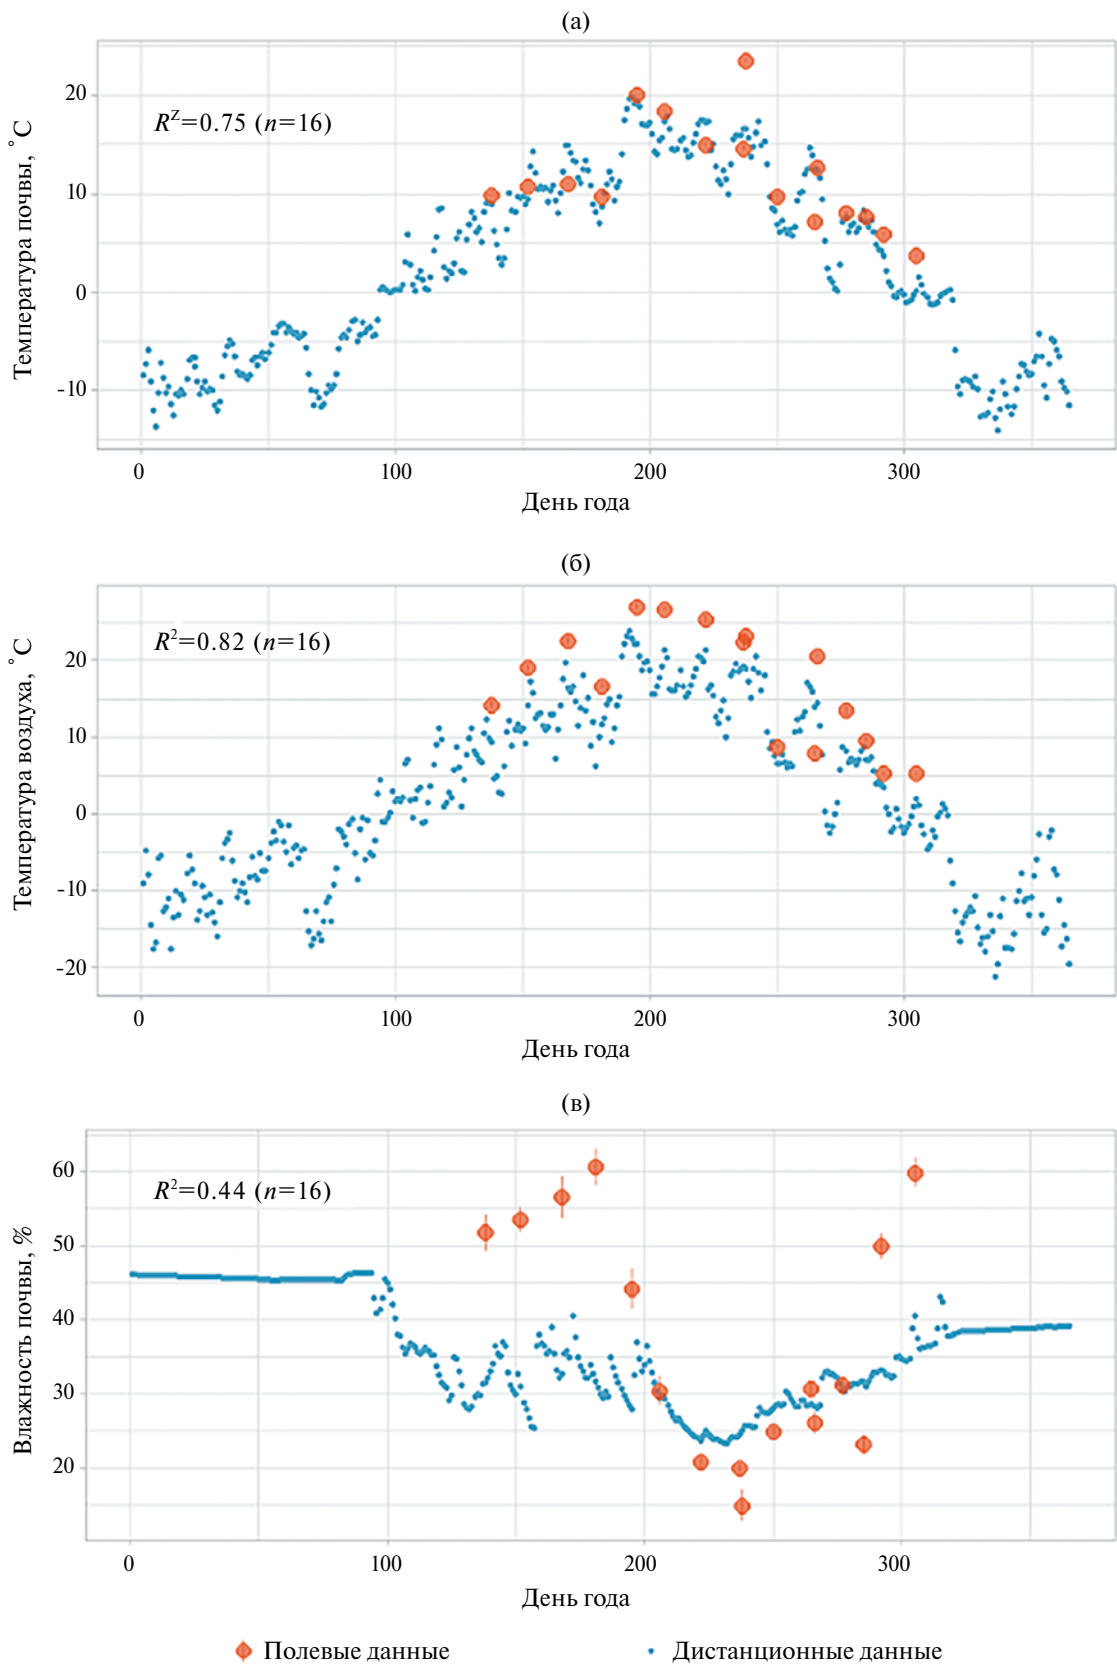 (а)
Температура почвы, °C
20
10
0
-10
R^Z=0.75 (n=16)
0 100 200 300
День года
(б)
Температура воздуха, °C
20
10
0
-10
-20
R²=0.82 (n=16)
0 100 200 300
День года
(в)
Влажность почвы, %
60
50
40
30
20
R²=0.44 (n=16)
0 100 200 300
День года
Полевые данные Дистанционные данные